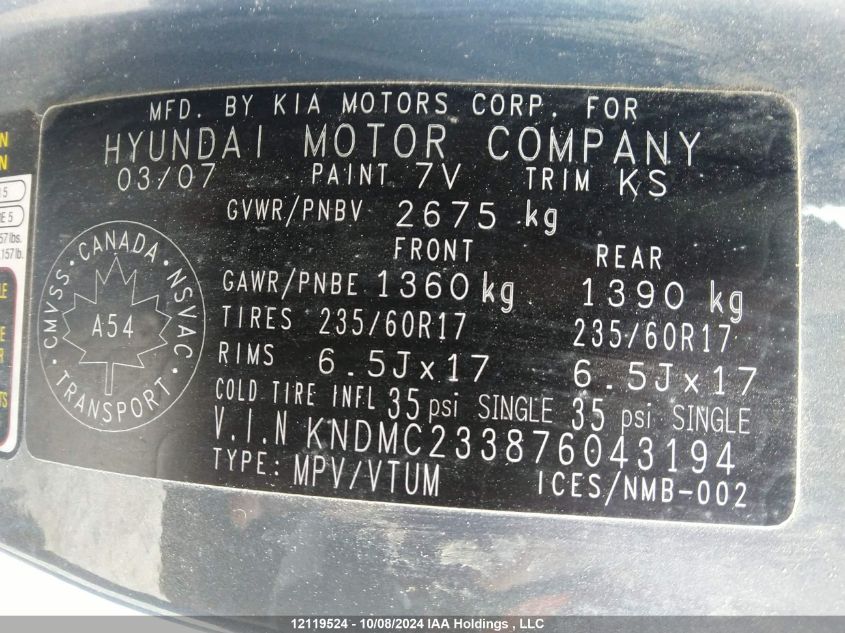 MFD. BY KIA MOTORS CORP. FOR
HYUNDAI MOTOR COMPANY
03/07 PAINT 7V TRIM KS
GVWR/PNBV 2675 kg
FRONT REAR
GAWR/PNBE 1360 kg 1390 kg
TIRES 235/60R17 235/60R17
RIMS 6.5J x 17 6.5J x 17
COLD TIRE INFL 35 psi SINGLE 35 psi SINGLE
V.I.N KNDMC233876043194
TYPE: MPV/VTUM ICES/NMB-002
CMVSS · CANADA · NSVAC · TRANSPORT ·
A54
12119524 - 10/08/2024 IAA Holdings , LLC